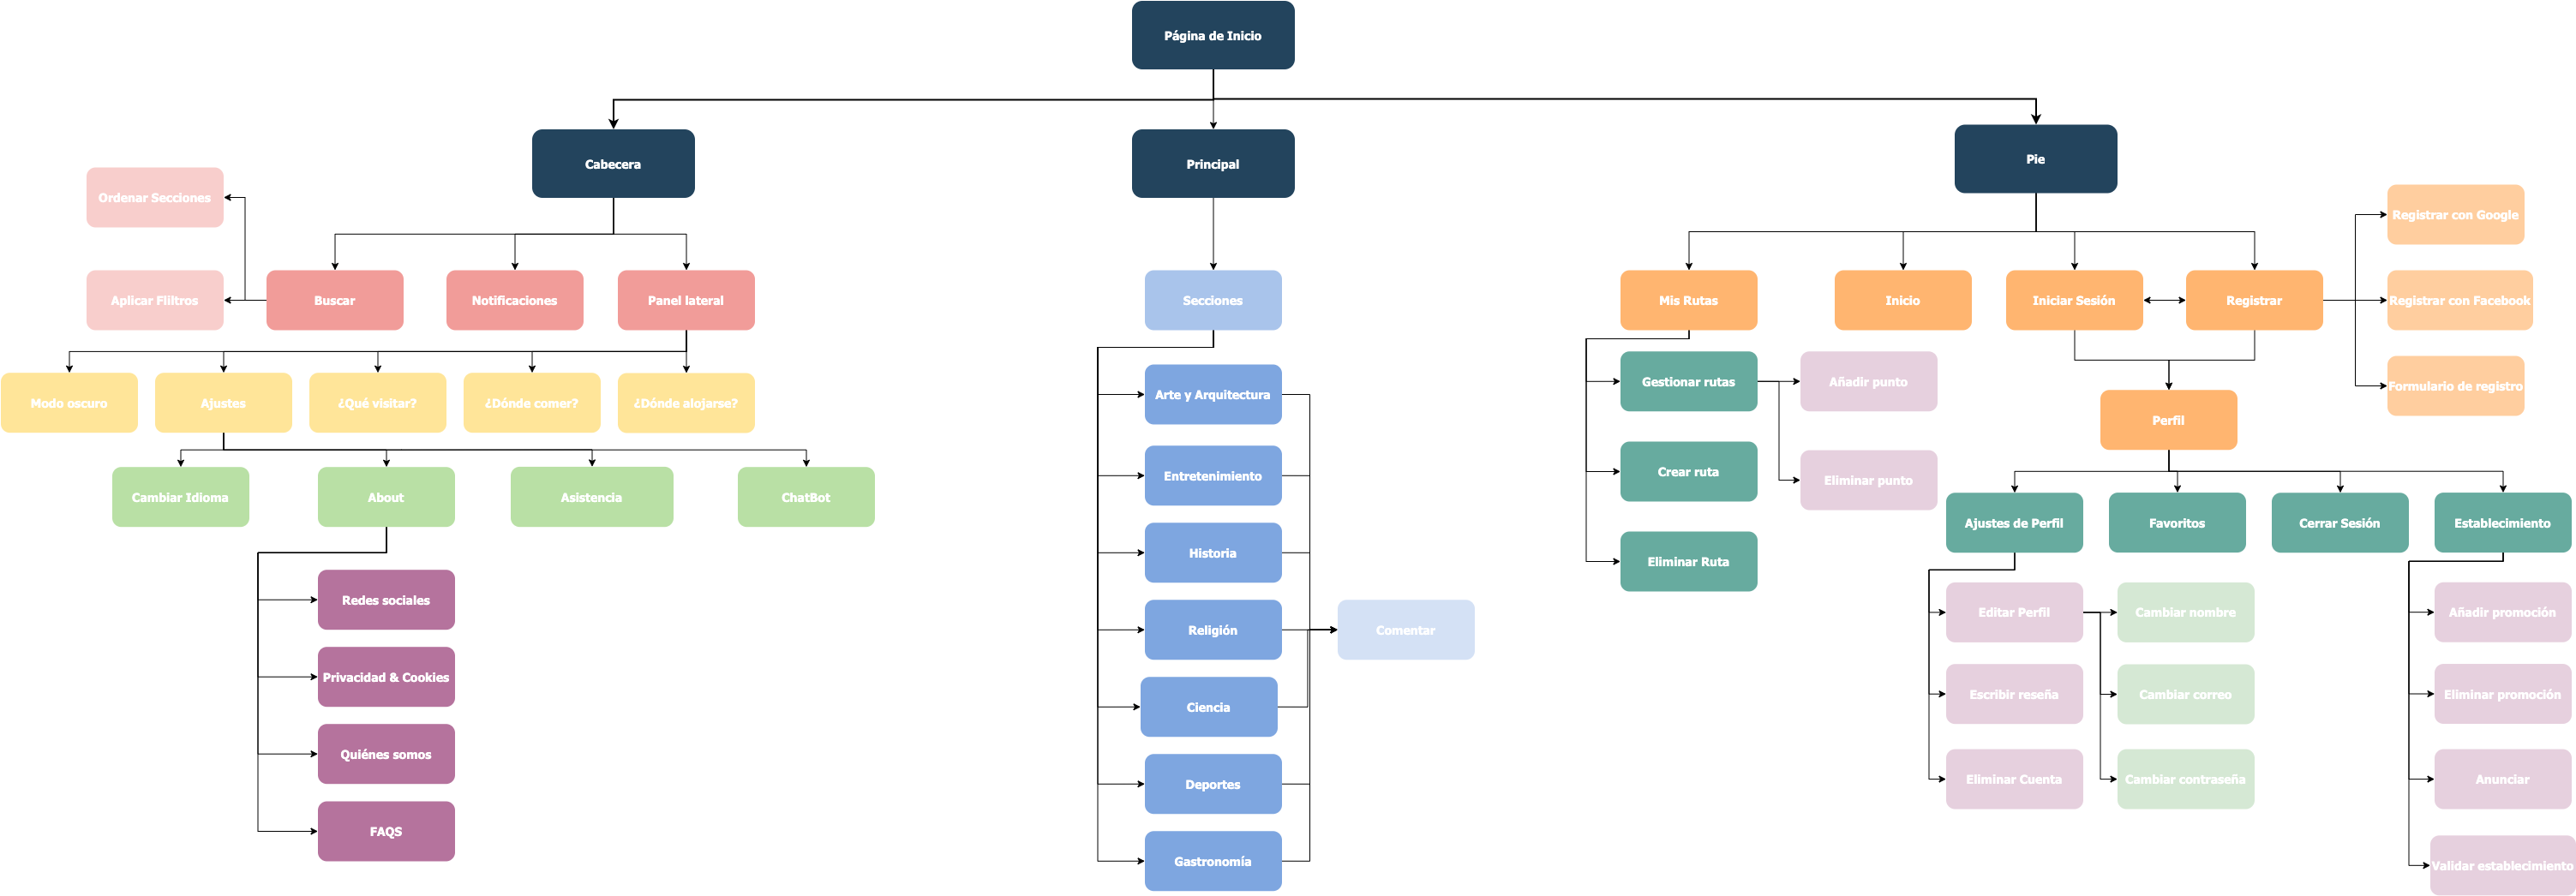 Página de Inicio
Cabecera
Principal
Pie
Ordenar Secciones
Registrar con Google
Aplicar Fliltros
Buscar
Notificaciones
Panel lateral
Secciones
Mis Rutas
Inicio
Iniciar Sesión
Registrar
Registrar con Facebook
Modo oscuro
Ajustes
¿Qué visitar?
¿Dónde comer?
¿Dónde alojarse?
Arte y Arquitectura
Gestionar rutas
Añadir punto
Formulario de registro
Perfil
Cambiar Idioma
About
Asistencia
ChatBot
Entretenimiento
Crear ruta
Eliminar punto
Ajustes de Perfil
Favoritos
Cerrar Sesión
Establecimiento
Historia
Eliminar Ruta
Redes sociales
Religión
Comentar
Editar Perfil
Cambiar nombre
Añadir promoción
Privacidad & Cookies
Ciencia
Escribir reseña
Cambiar correo
Eliminar promoción
Quiénes somos
Deportes
Eliminar Cuenta
Cambiar contraseña
Anunciar
FAQS
Gastronomía
Validar establecimiento